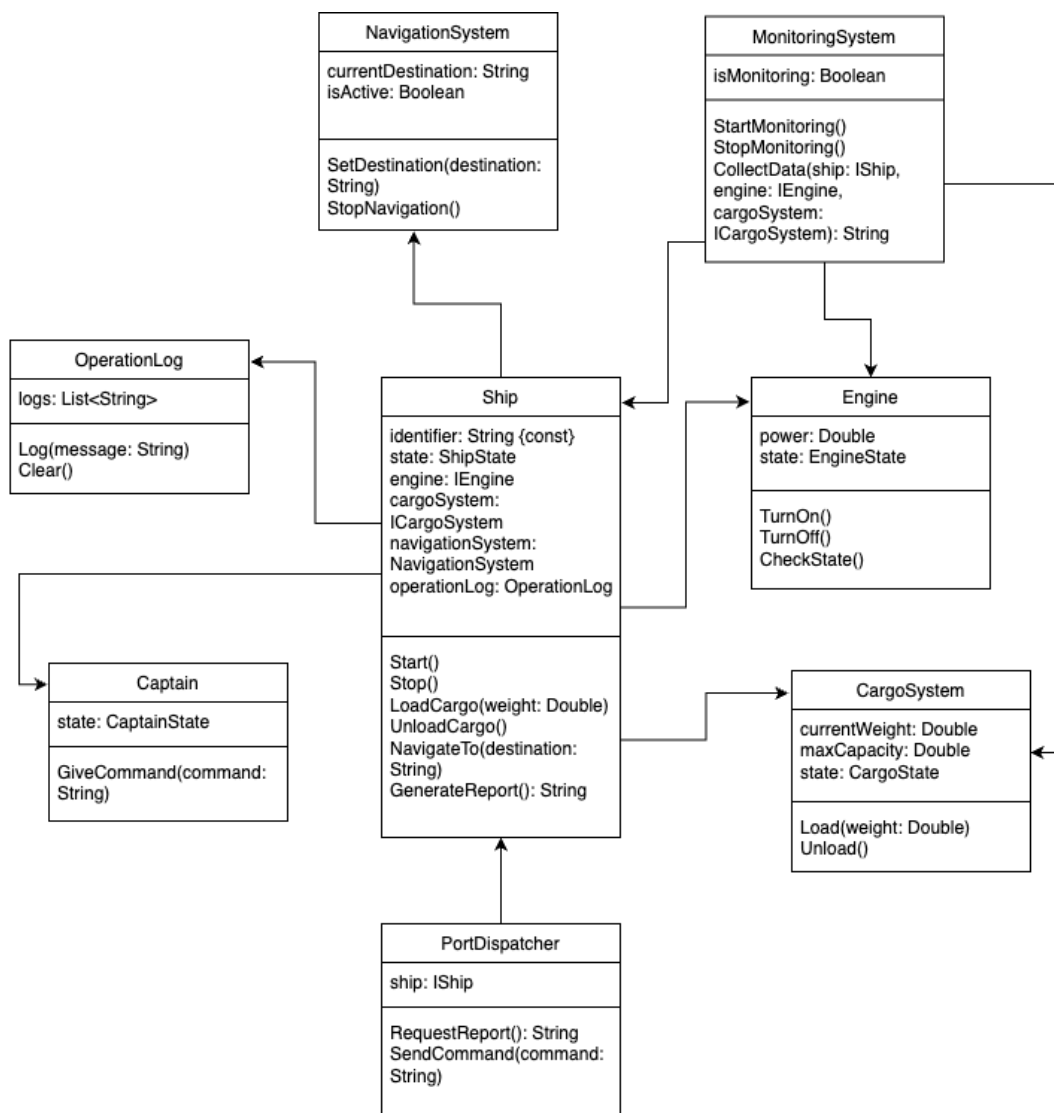 NavigationSystem
currentDestination: String
isActive: Boolean
SetDestination(destination:
String)
StopNavigation()
MonitoringSystem
isMonitoring: Boolean
StartMonitoring()
StopMonitoring()
CollectData(ship: IShip,
engine: IEngine,
cargoSystem:
ICargoSystem): String
OperationLog
logs: List<String>
Log(message: String)
Clear()
Ship
identifier: String {const}
state: ShipState
engine: IEngine
cargoSystem:
ICargoSystem
navigationSystem:
NavigationSystem
operationLog: OperationLog
Start()
Stop()
LoadCargo(weight: Double)
UnloadCargo()
NavigateTo(destination:
String)
GenerateReport(): String
Engine
power: Double
state: EngineState
TurnOn()
TurnOff()
CheckState()
Captain
state: CaptainState
GiveCommand(command:
String)
CargoSystem
currentWeight: Double
maxCapacity: Double
state: CargoState
Load(weight: Double)
Unload()
PortDispatcher
ship: IShip
RequestReport(): String
SendCommand(command:
String)